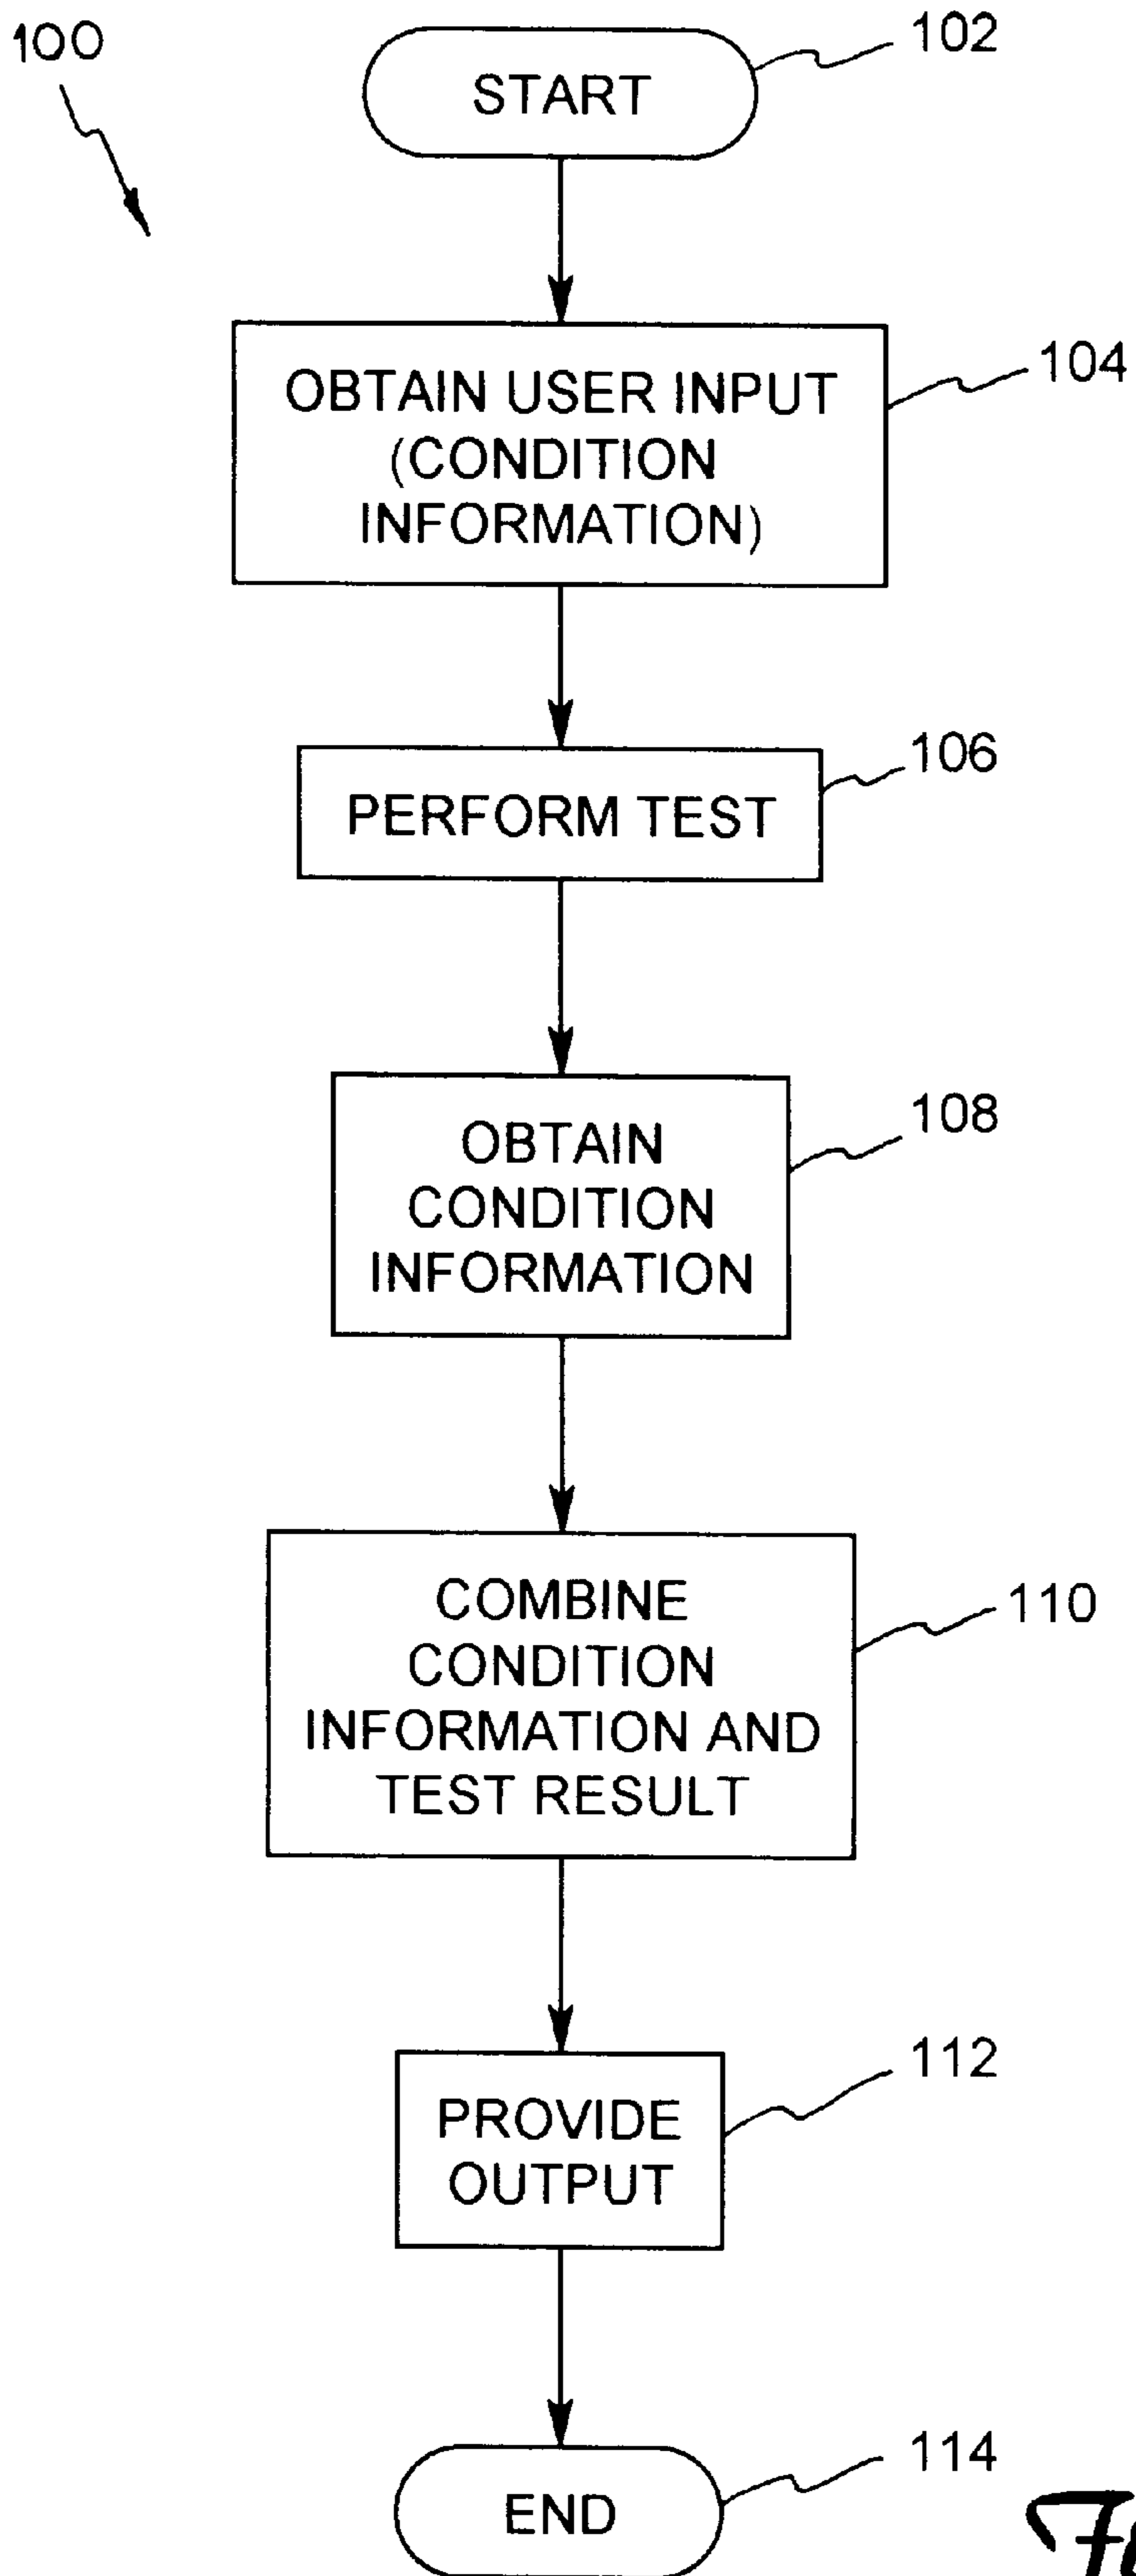 100
102
START
104
OBTAIN USER INPUT
(CONDITION
INFORMATION)
106
PERFORM TEST
108
OBTAIN
CONDITION
INFORMATION
110
COMBINE
CONDITION
INFORMATION AND
TEST RESULT
112
PROVIDE
OUTPUT
114
END